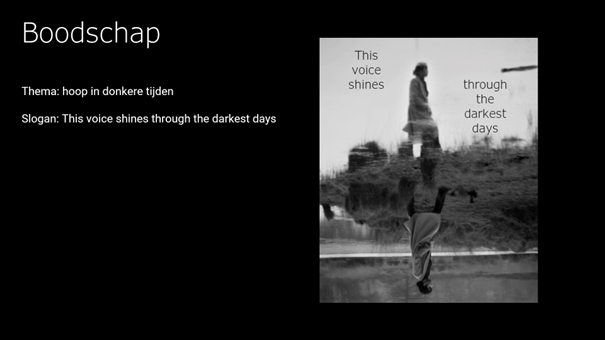 Boodschap
Thema: hoop in donkere tijden
Slogan: This voice shines through the darkest days
This
voice
shines
through
the
darkest
days